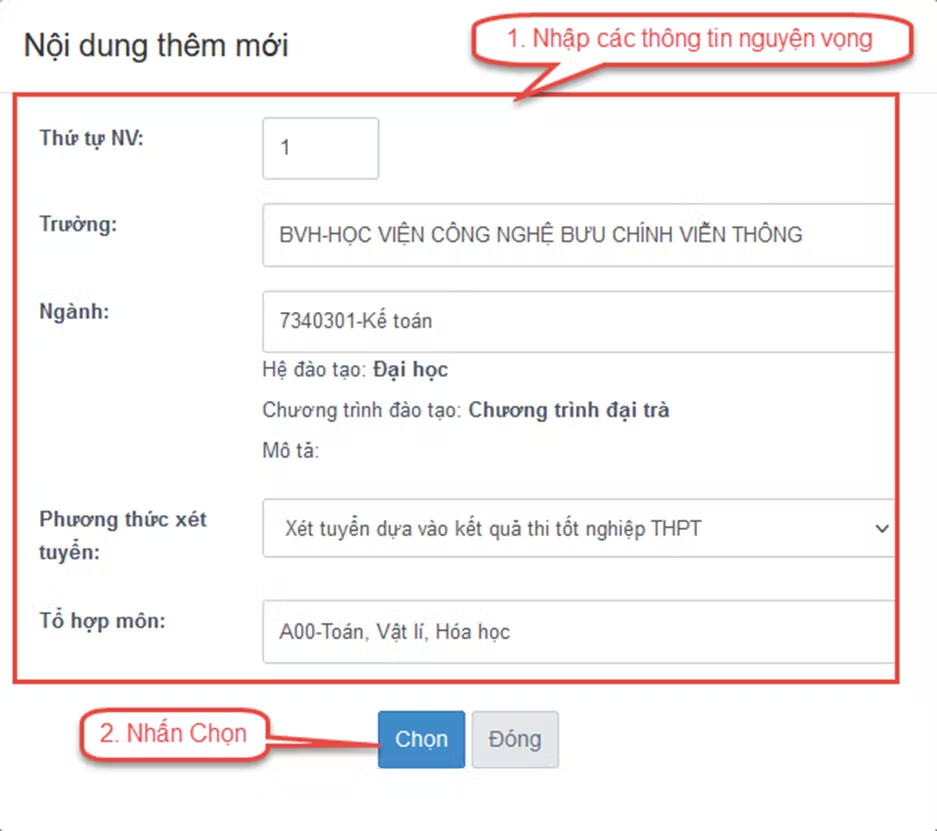 Nội dung thêm mới
1. Nhập các thông tin nguyện vọng
Thứ tự NV:
1
Trường:
BVH-HỌC VIỆN CÔNG NGHỆ BƯU CHÍNH VIỄN THÔNG
Ngành:
7340301-Kế toán
Hệ đào tạo: Đại học
Chương trình đào tạo: Chương trình đại trà
Mô tả:
Phương thức xét
tuyển:
Xét tuyển dựa vào kết quả thi tốt nghiệp THPT
Tổ hợp môn:
A00-Toán, Vật lí, Hóa học
2. Nhấn Chọn
Chọn
Đóng